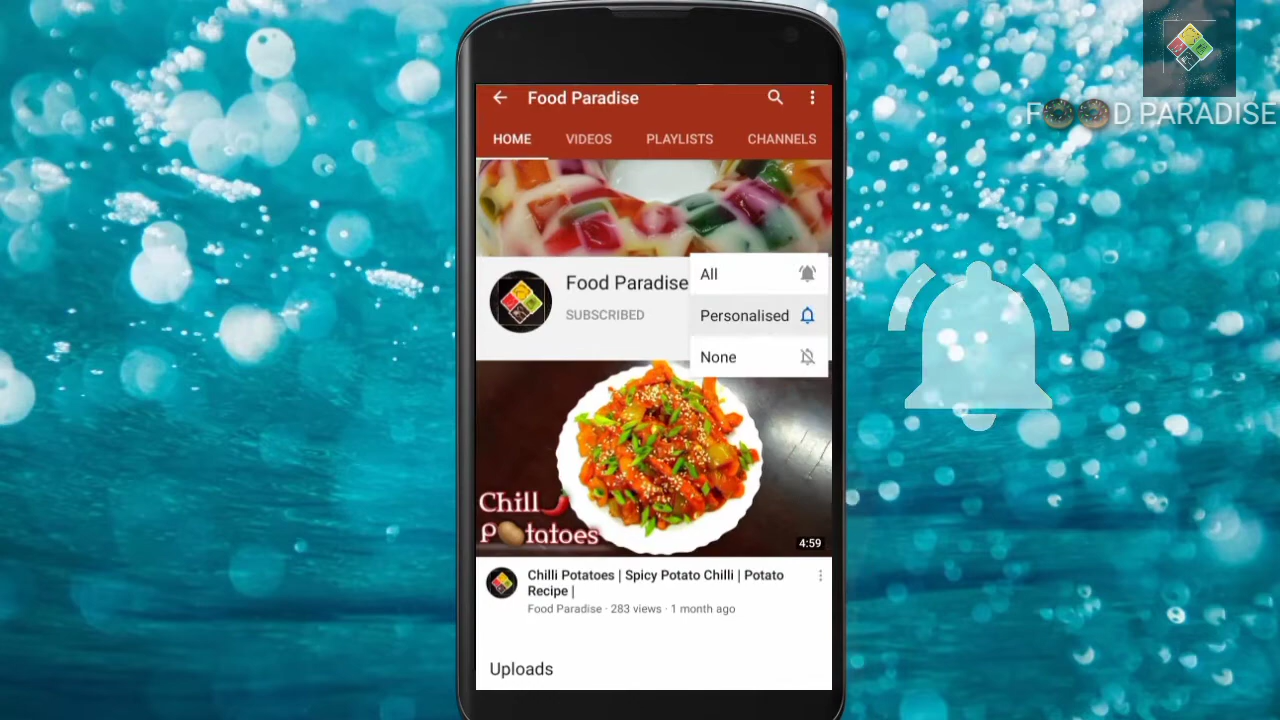 Food Paradise
HOME VIDEOS PLAYLISTS CHANNELS
FOOD PARADISE
Food Paradise
SUBSCRIBED
All
Personalised
None
Chill
Potatoes
4:59
Chilli Potatoes | Spicy Potato Chilli | Potato
Recipe |
Food Paradise · 283 views · 1 month ago
Uploads